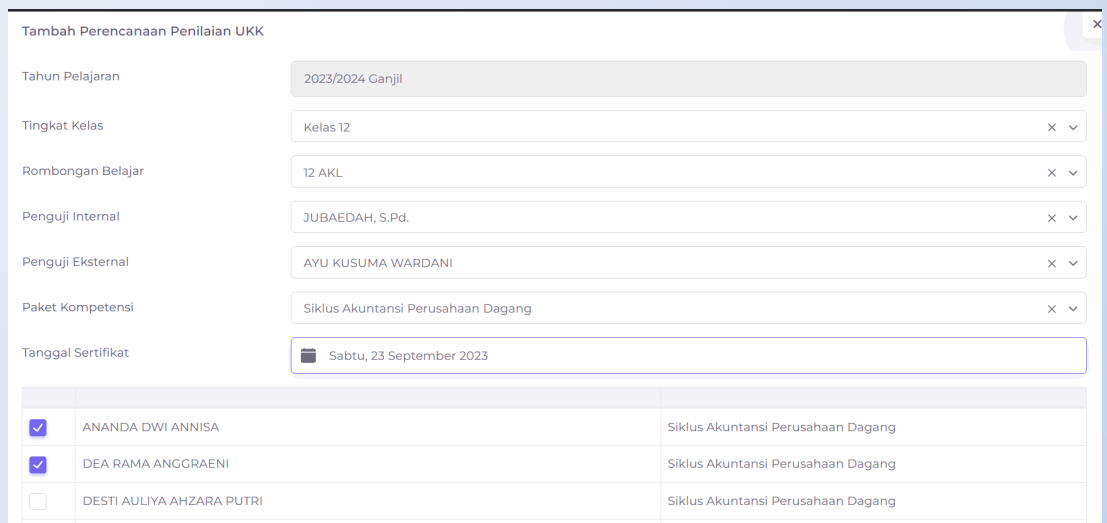 Tambah Perencanaan Penilaian UKK
Tahun Pelajaran
2023/2024 Ganjil
Tingkat Kelas
Kelas 12
Rombongan Belajar
12 AKL
Penguji Internal
JUBAEDAH, S.Pd.
Penguji Eksternal
AYU KUSUMA WARDANI
Paket Kompetensi
Siklus Akuntansi Perusahaan Dagang
Tanggal Sertifikat
Sabtu, 23 September 2023
ANANDA DWI ANNISA Siklus Akuntansi Perusahaan Dagang
DEA RAMA ANGGRAENI Siklus Akuntansi Perusahaan Dagang
DESTI AULIYA AHZARA PUTRI Siklus Akuntansi Perusahaan Dagang